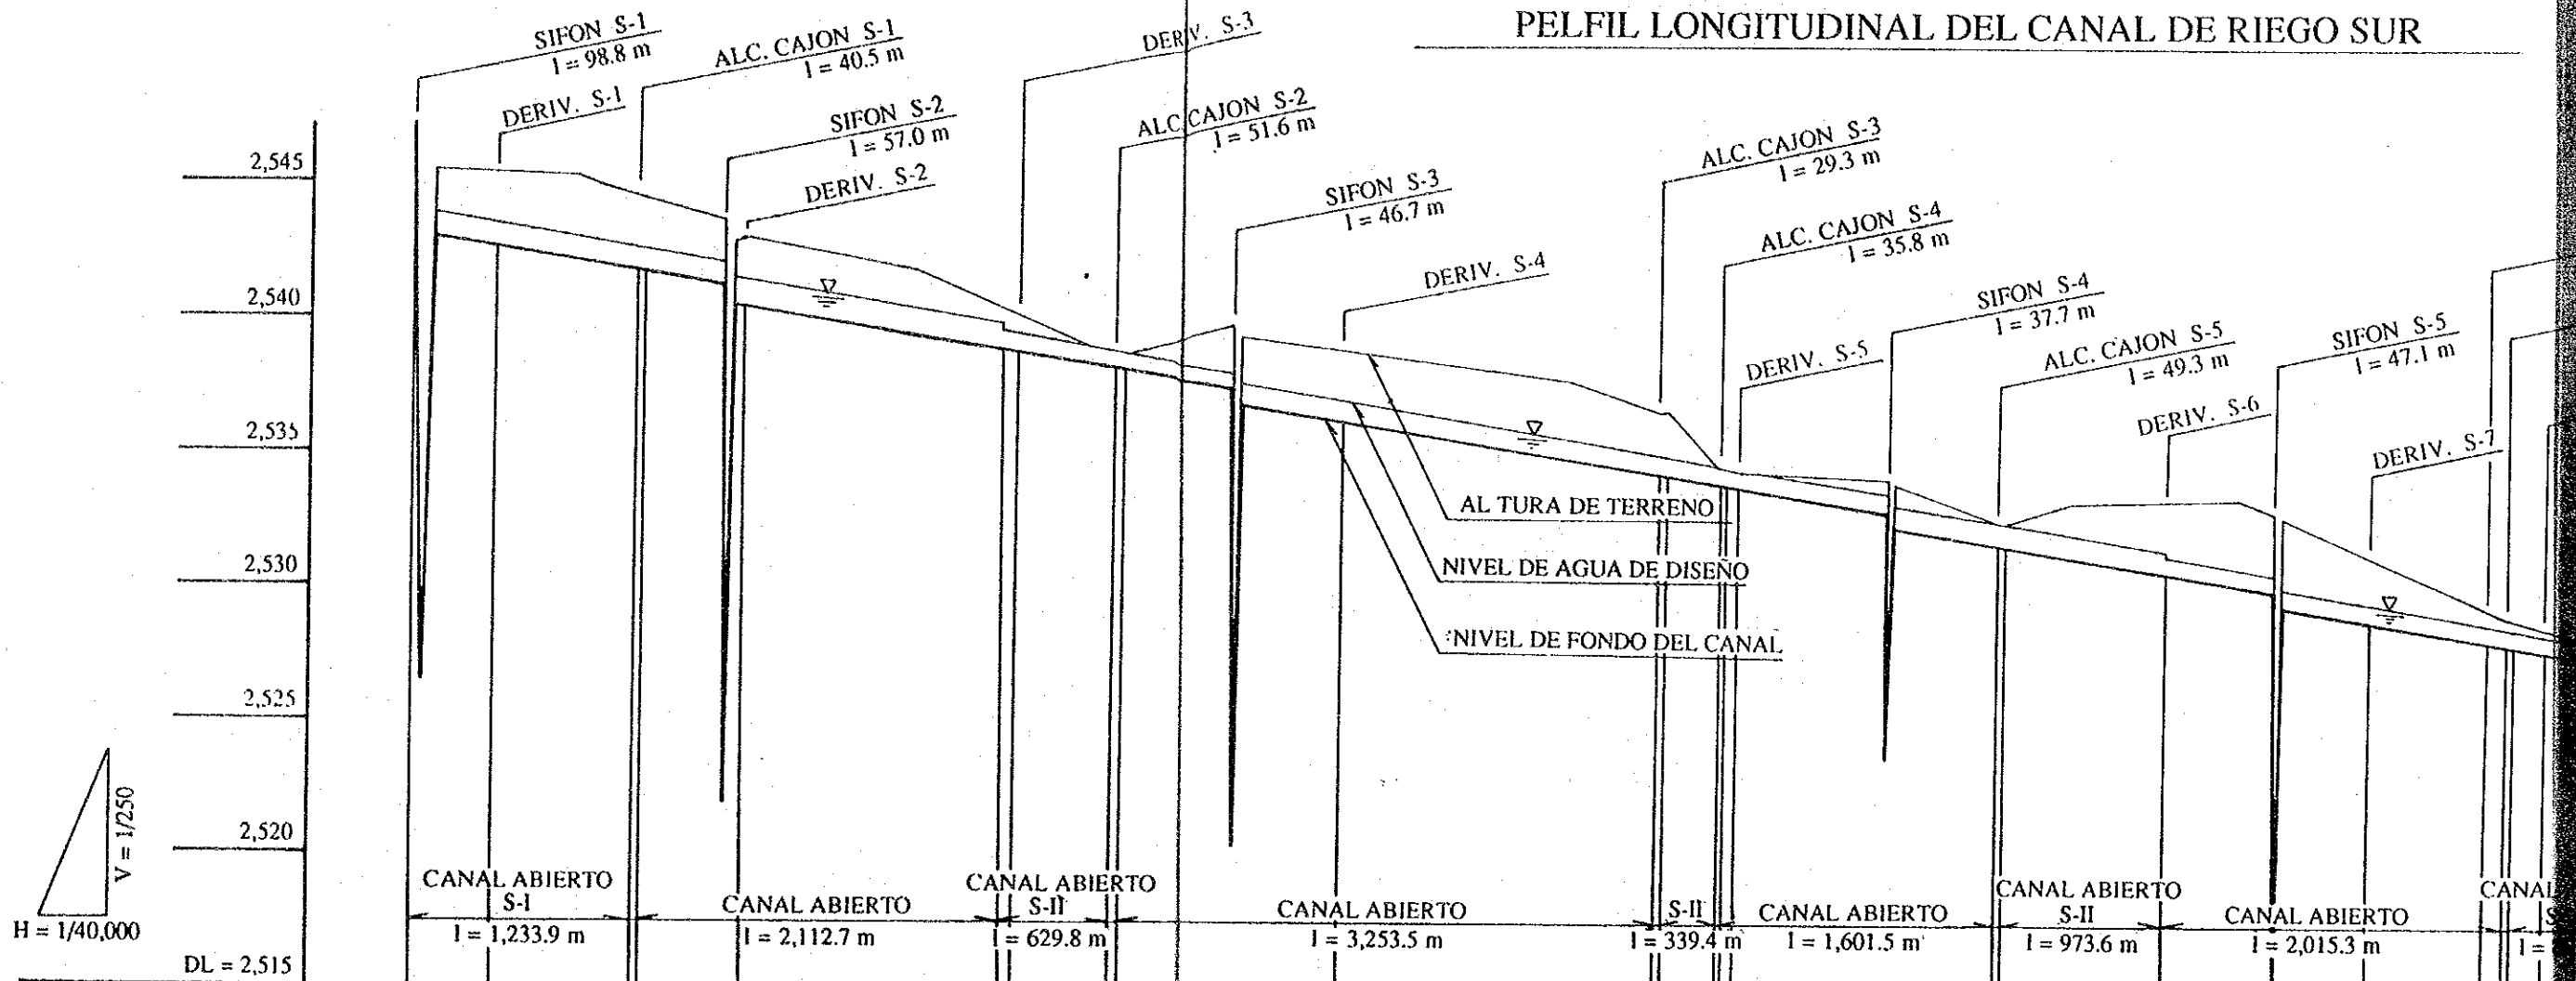 PELFIL LONGITUDINAL DEL CANAL DE RIEGO SUR
SIFON S-1
l = 98.8 m
DERIV. S-1
ALC. CAJON S-1
l = 40.5 m
SIFON S-2
l = 57.0 m
DERIV. S-2
DERIV. S-3
ALC. CAJON S-2
l = 51.6 m
SIFON S-3
l = 46.7 m
DERIV. S-4
ALC. CAJON S-3
l = 29.3 m
ALC. CAJON S-4
l = 35.8 m
DERIV. S-5
SIFON S-4
l = 37.7 m
ALC. CAJON S-5
l = 49.3 m
DERIV. S-6
SIFON S-5
l = 47.1 m
DERIV. S-7
2,545
2,540
2,535
2,530
2,525
2,520
DL = 2,515
AL TURA DE TERRENO
NIVEL DE AGUA DE DISEÑO
NIVEL DE FONDO DEL CANAL
V = 1/250
H = 1/40,000
CANAL ABIERTO
S-I
l = 1,233.9 m
CANAL ABIERTO
l = 2,112.7 m
CANAL ABIERTO
S-II
l = 629.8 m
CANAL ABIERTO
l = 3,253.5 m
S-II
l = 339.4 m
CANAL ABIERTO
l = 1,601.5 m
CANAL ABIERTO
S-II
l = 973.6 m
CANAL ABIERTO
l = 2,015.3 m
CANAL
S
l =